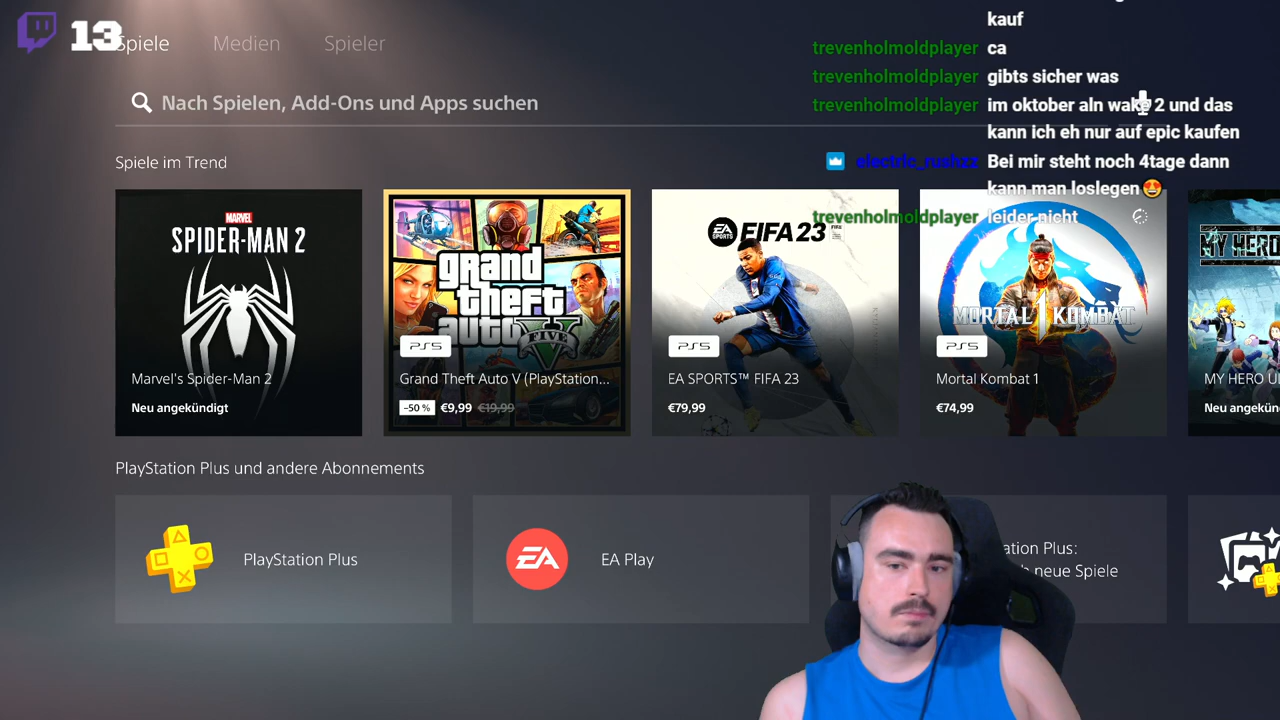 13
Spiele
Medien
Spieler
kauf
trevenholmoldplayer ca
trevenholmoldplayer gibts sicher was
trevenholmoldplayer im oktober aln wake 2 und das
kann ich eh nur auf epic kaufen
electric_rushxx Bei mir steht noch 4tage dann
kann man loslegen😍
trevenholmoldplayer leider nicht
Nach Spielen, Add-Ons und Apps suchen
Spiele im Trend
MARVEL
SPIDER-MAN 2
Marvel's Spider-Man 2
Neu angekündigt
grand
theft
auto V
FIVE
PS5
Grand Theft Auto V (PlayStation...
-50 % €9,99 €19,99
EA SPORTS FIFA 23
PS5
EA SPORTS™ FIFA 23
€79,99
MORTAL KOMBAT 1
PS5
Mortal Kombat 1
€74,99
MY HERO
MY HERO U
Neu angekün
PlayStation Plus und andere Abonnements
PlayStation Plus
EA
EA Play
ation Plus:
h neue Spiele